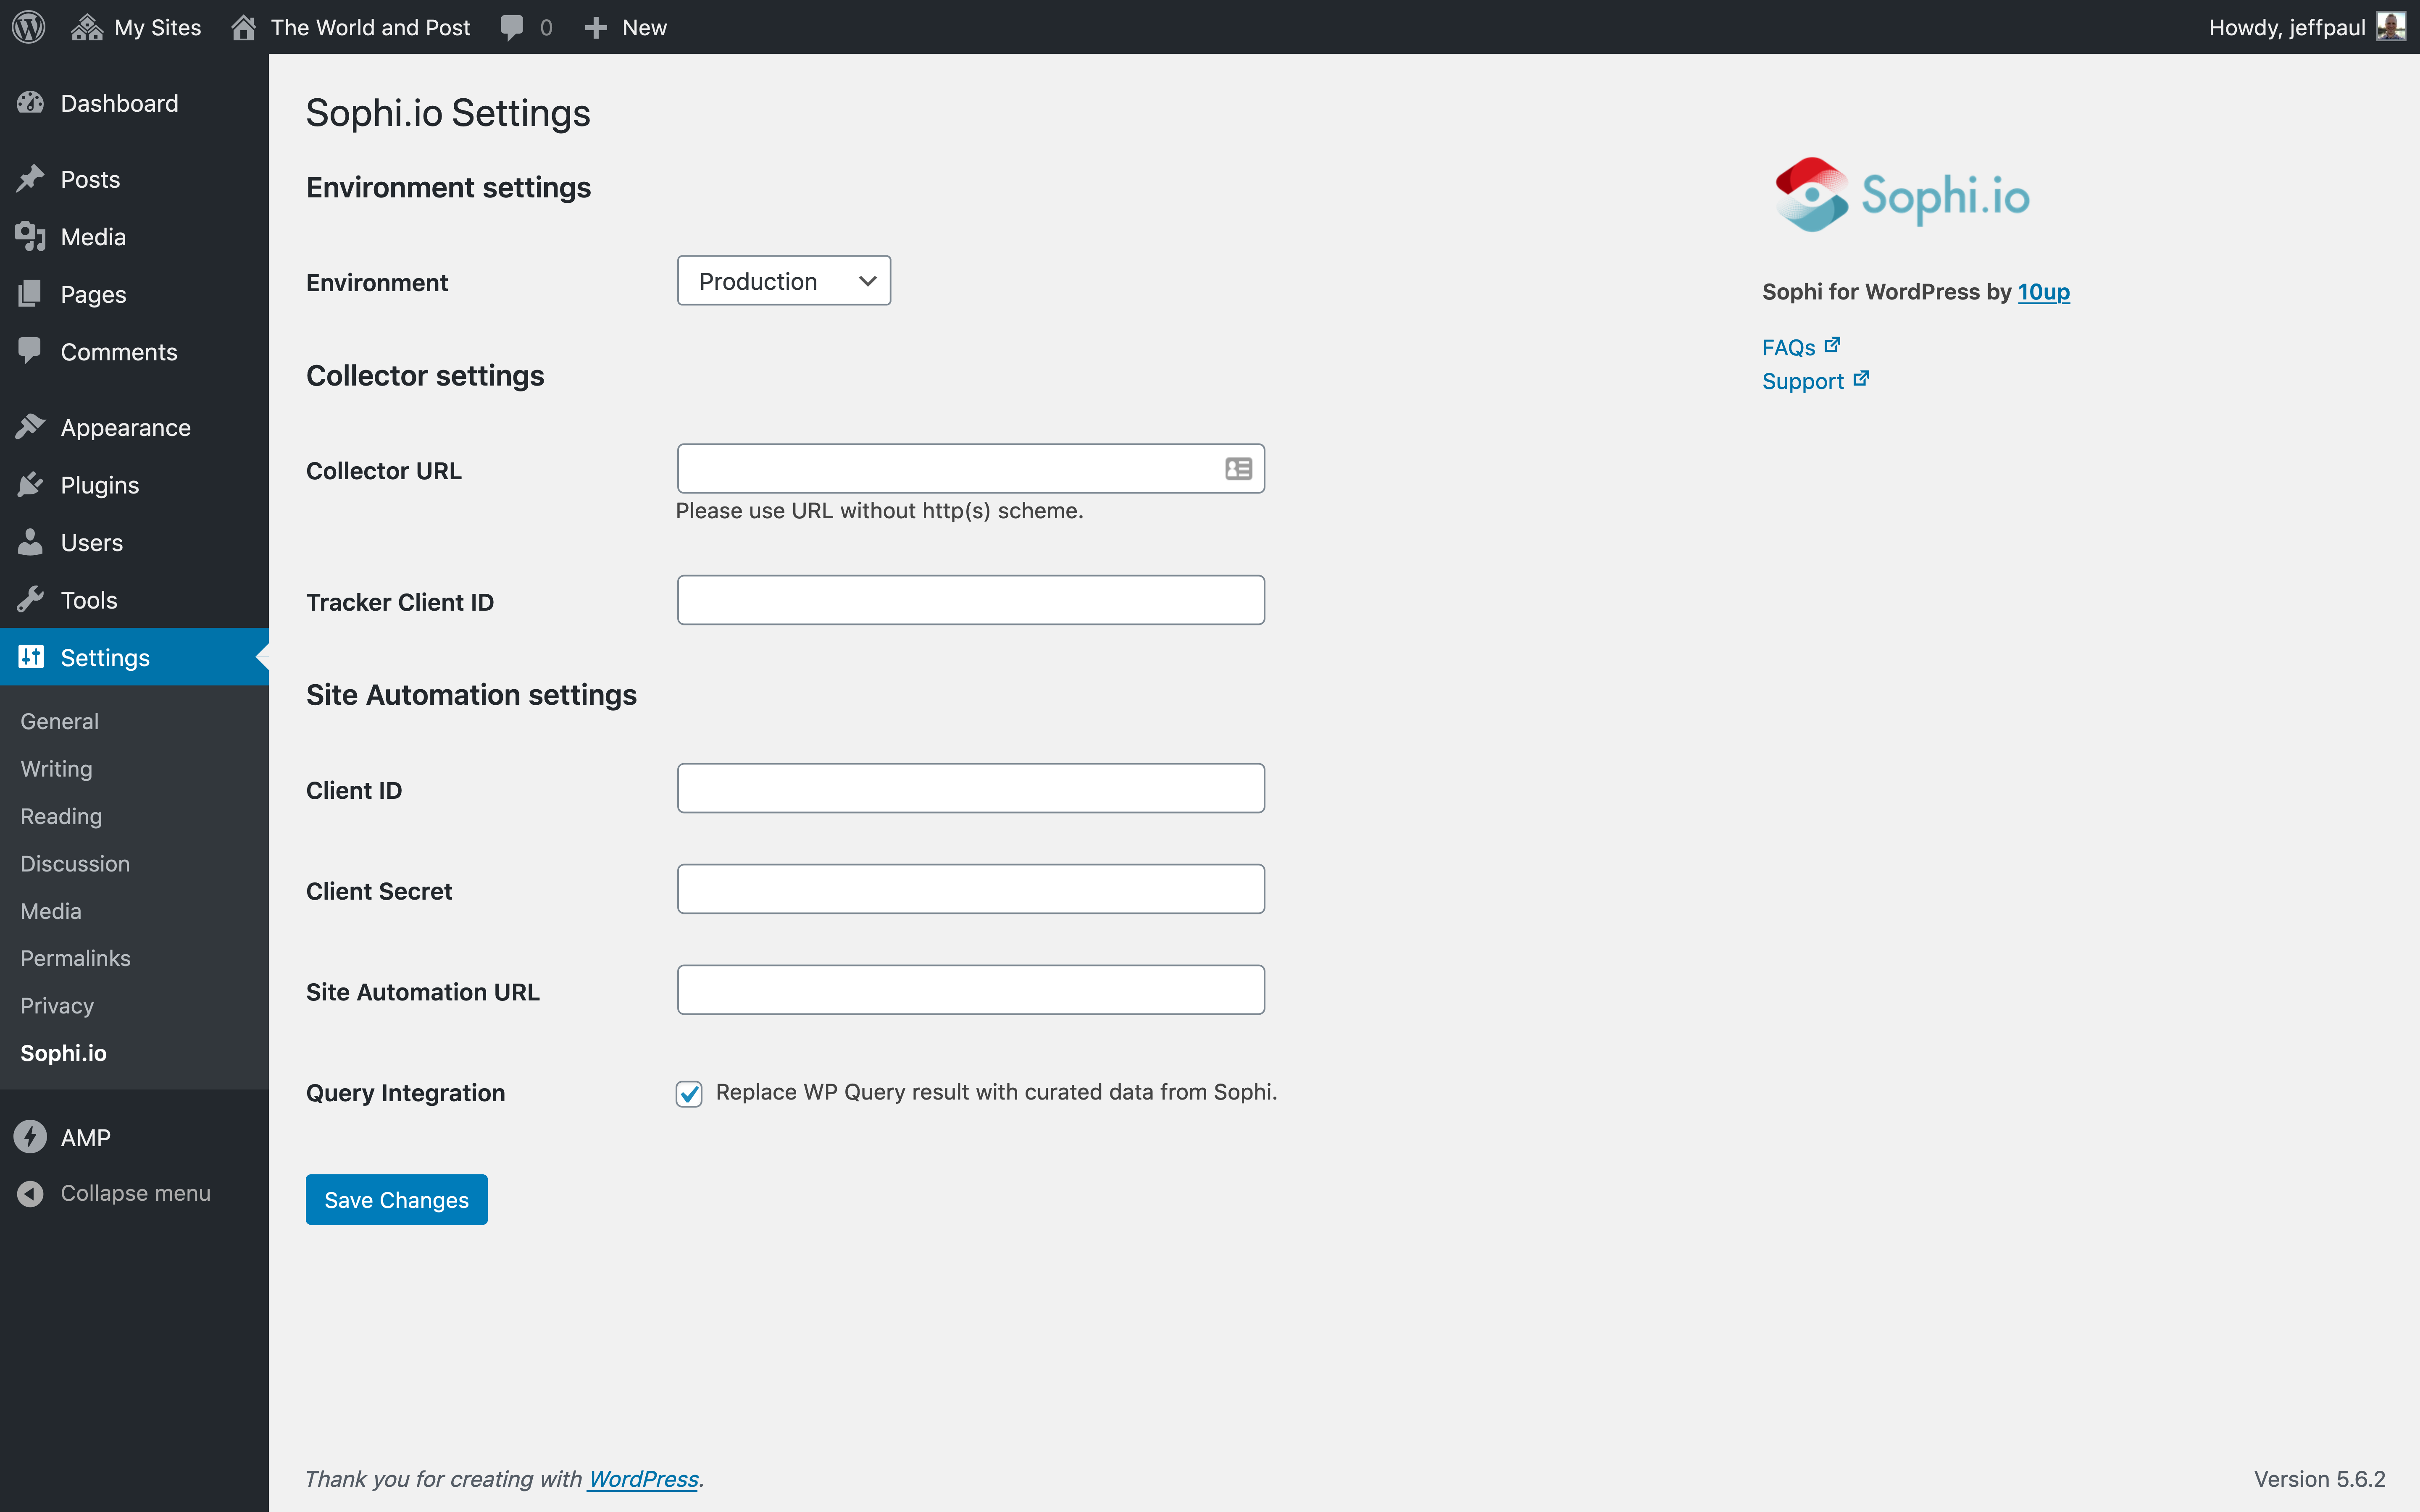 My Sites The World and Post 0 New Howdy, jeffpaul
Dashboard
Posts
Media
Pages
Comments
Appearance
Plugins
Users
Tools
Settings
General
Writing
Reading
Discussion
Media
Permalinks
Privacy
Sophi.io
AMP
Collapse menu
Sophi.io Settings
Environment settings
Environment Production
Collector settings
Collector URL
Please use URL without http(s) scheme.
Tracker Client ID
Site Automation settings
Client ID
Client Secret
Site Automation URL
Query Integration Replace WP Query result with curated data from Sophi.
Save Changes
Sophi.io
Sophi for WordPress by 10up
FAQs
Support
Thank you for creating with WordPress. Version 5.6.2